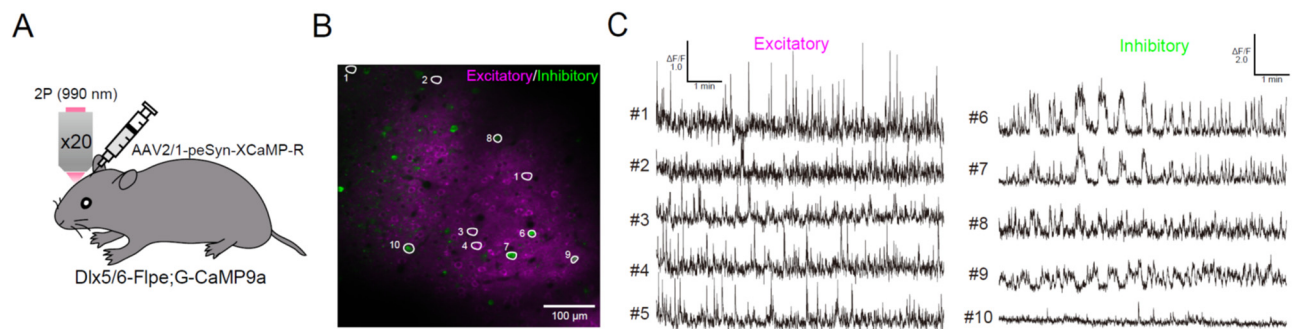 A
2P (990 nm)
x20
AAV2/1-peSyn-XCaMP-R
Dlx5/6-Flpe;G-CaMP9a
B
Excitatory/Inhibitory
1
2
8
1
3
6
4
10
7
9
100 µm
C
Excitatory
ΔF/F
1.0
1 min
#1
#2
#3
#4
#5
Inhibitory
ΔF/F
2.0
1 min
#6
#7
#8
#9
#10